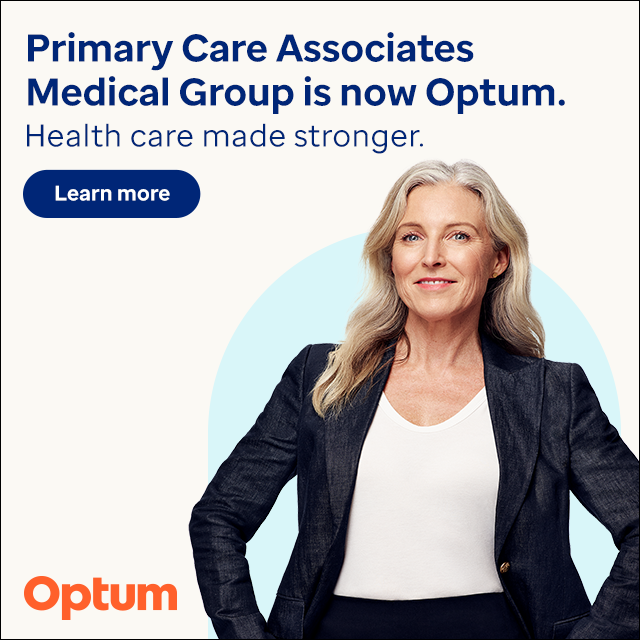 Primary Care Associates
Medical Group is now Optum.
Health care made stronger.
Learn more
Optum